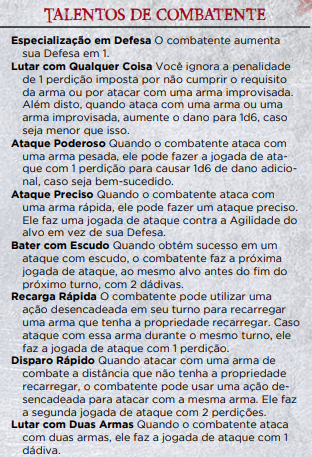 TALENTOS DE COMBATENTE
Especialização em Defesa O combatente aumenta
sua Defesa em 1.
Lutar com Qualquer Coisa Você ignora a penalidade
de 1 perdição imposta por não cumprir o requisito
da arma ou por atacar com uma arma improvisada.
Além disto, quando ataca com uma arma ou uma
arma improvisada, aumente o dano para 1d6, caso
seja menor que isso.
Ataque Poderoso Quando o combatente ataca com
uma arma pesada, ele pode fazer a jogada de ata-
que com 1 perdição para causar 1d6 de dano adicio-
nal, caso seja bem-sucedido.
Ataque Preciso Quando o combatente ataca com
uma arma rápida, ele pode fazer um ataque preciso.
Ele faz uma jogada de ataque contra a Agilidade do
alvo em vez de sua Defesa.
Bater com Escudo Quando obtém sucesso em um
ataque com escudo, o combatente faz a próxima
jogada de ataque, ao mesmo alvo antes do fim do
próximo turno, com 2 dádivas.
Recarga Rápida O combatente pode utilizar uma
ação desencadeada em seu turno para recarregar
uma arma que tenha a propriedade recarregar. Caso
ataque com essa arma durante o mesmo turno, ele
faz a jogada de ataque com 1 perdição.
Disparo Rápido Quando atacar com uma arma de
combate a distância que não tenha a propriedade
recarregar, o combatente pode usar uma ação de-
sencadeada para atacar com a mesma arma. Ele faz
a segunda jogada de ataque com 2 perdições.
Lutar com Duas Armas Quando o combatente ataca
com duas armas, ele faz a jogada de ataque com 1
dádiva.